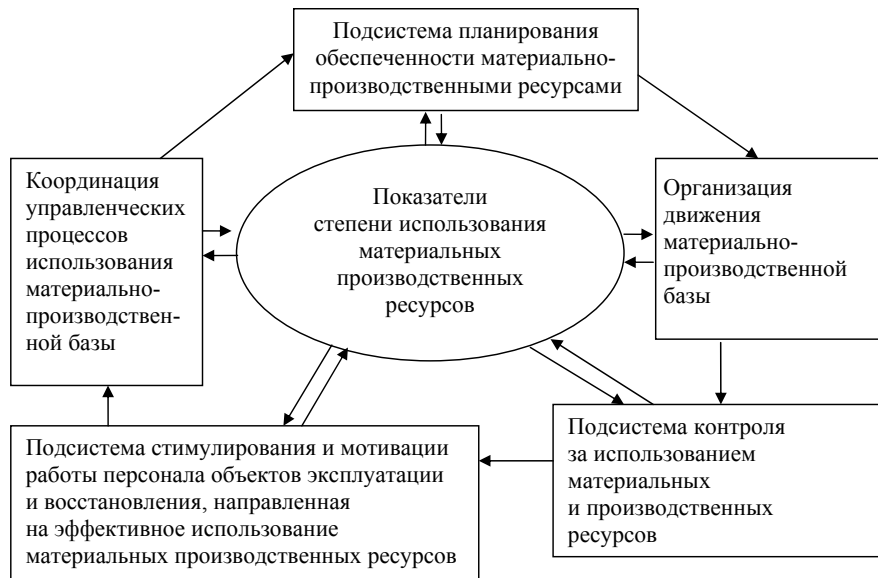 Подсистема планирования
обеспеченности материально-
производственными ресурсами
Координация
управленческих
процессов
использования
материально-
производствен-
ной базы
Показатели
степени использования
материальных
производственных
ресурсов
Организация
движения
материально-
производственной
базы
Подсистема стимулирования и мотивации
работы персонала объектов эксплуатации
и восстановления, направленная
на эффективное использование
материальных производственных ресурсов
Подсистема контроля
за использованием
материальных
и производственных
ресурсов